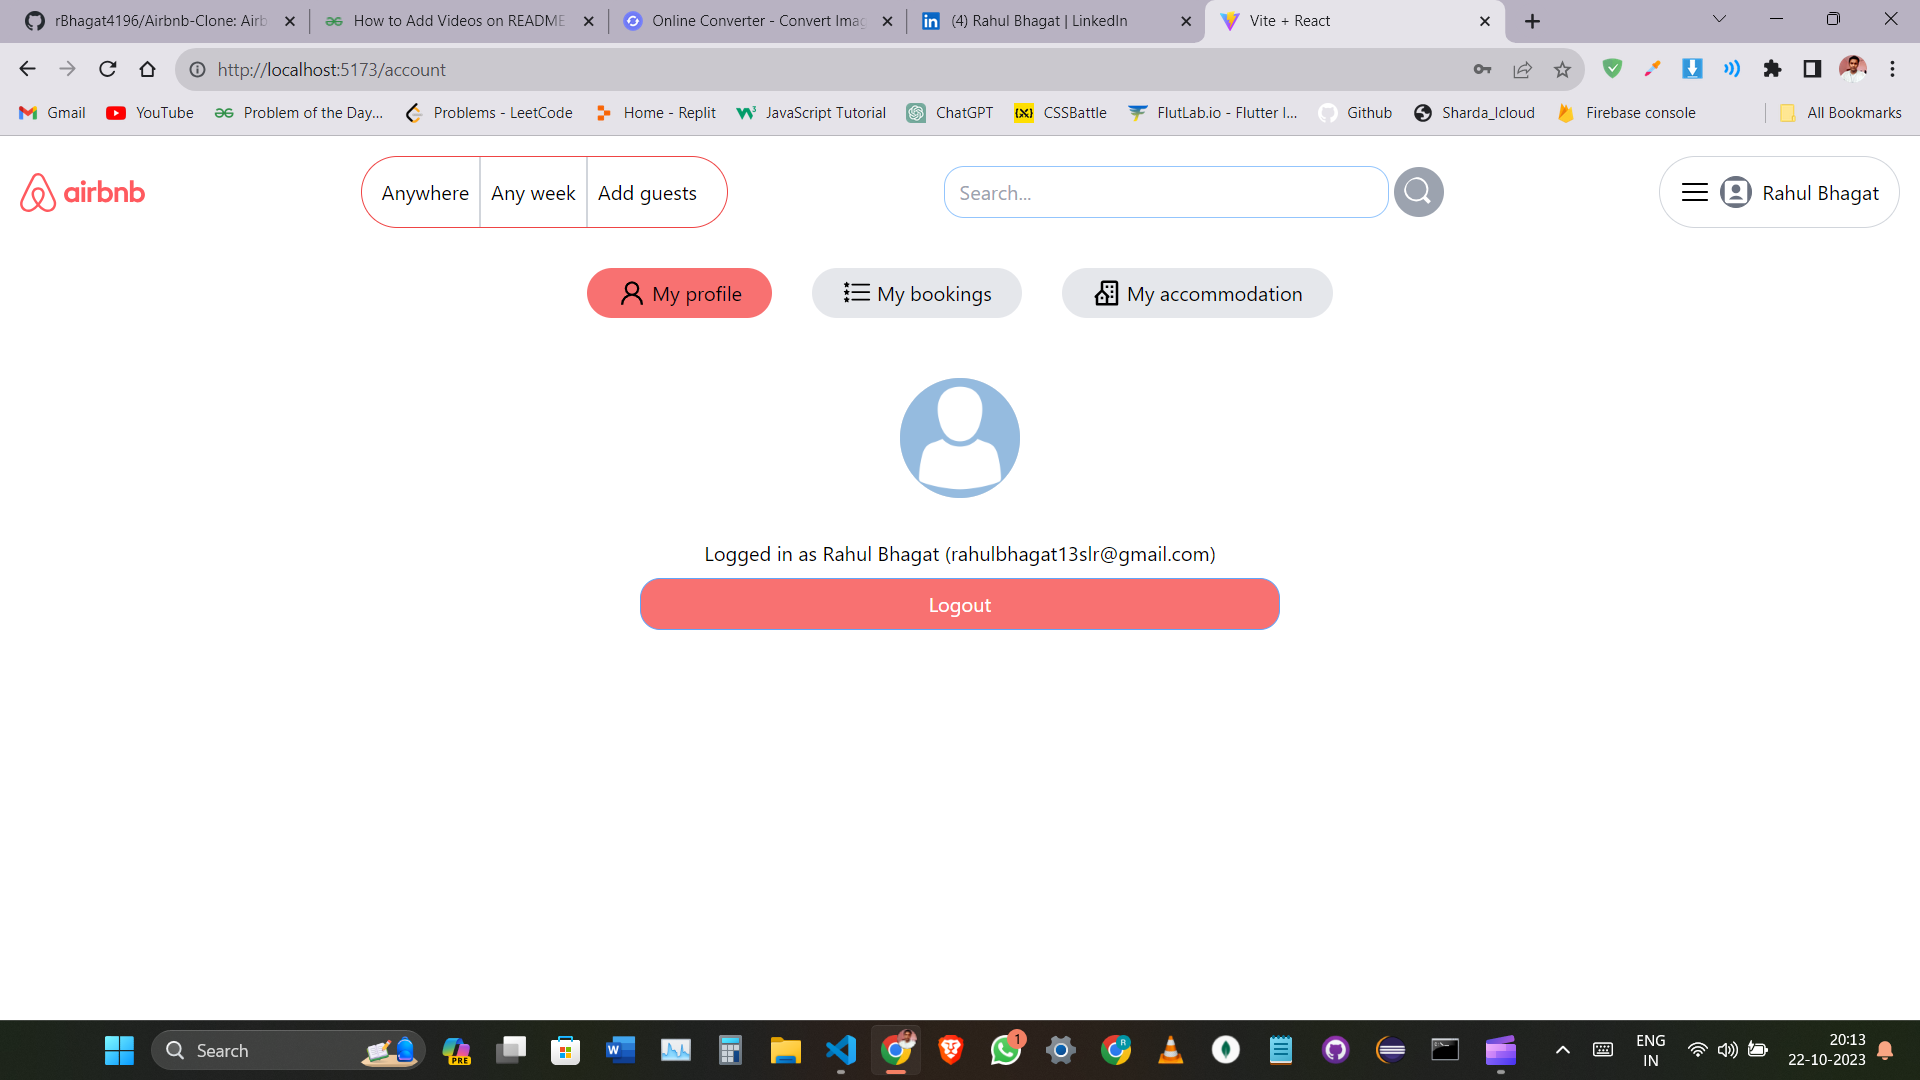 rBhagat4196/Airbnb-Clone: Airb
How to Add Videos on README
Online Converter - Convert Imag
(4) Rahul Bhagat | LinkedIn
Vite + React
http://localhost:5173/account
Gmail
YouTube
Problem of the Day...
Problems - LeetCode
Home - Replit
JavaScript Tutorial
ChatGPT
CSSBattle
FlutLab.io - Flutter I...
Github
Sharda_Icloud
Firebase console
All Bookmarks
airbnb
Anywhere
Any week
Add guests
Search...
Rahul Bhagat
My profile
My bookings
My accommodation
Logged in as Rahul Bhagat (rahulbhagat13slr@gmail.com)
Logout
Search
PRE
1
ENG
IN
20:13
22-10-2023